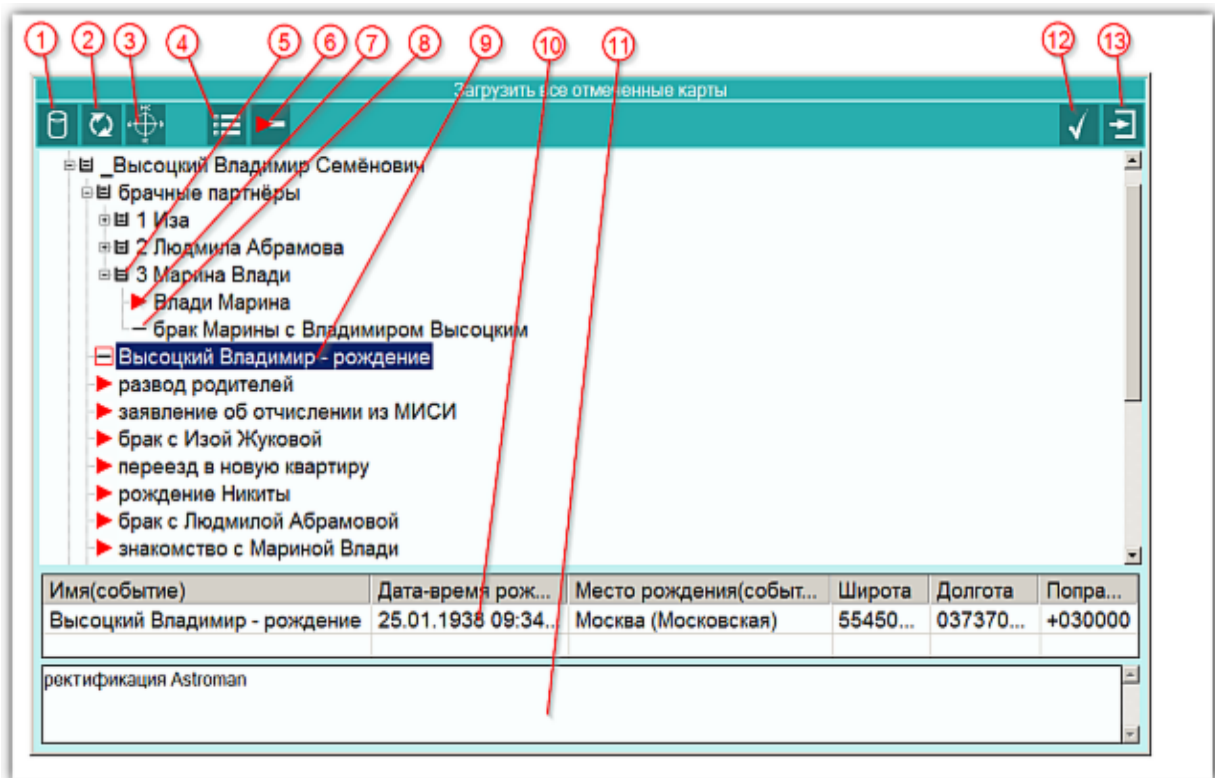 1 2 3 4 5 6 7 8 9 10 11 12 13
Загрузить все отмеченные карты
_Высоцкий Владимир Семёнович
брачные партнёры
1 Иза
2 Людмила Абрамова
3 Марина Влади
Влади Марина
брак Марины с Владимиром Высоцким
Высоцкий Владимир - рождение
развод родителей
заявление об отчислении из МИСИ
брак с Изой Жуковой
переезд в новую квартиру
рождение Никиты
брак с Людмилой Абрамовой
знакомство с Мариной Влади
Имя(событие) Дата-время рож... Место рождения(событ... Широта Долгота Попра...
Высоцкий Владимир - рождение 25.01.1938 09:34... Москва (Московская) 55450... 037370... +030000
ректификация Astroman